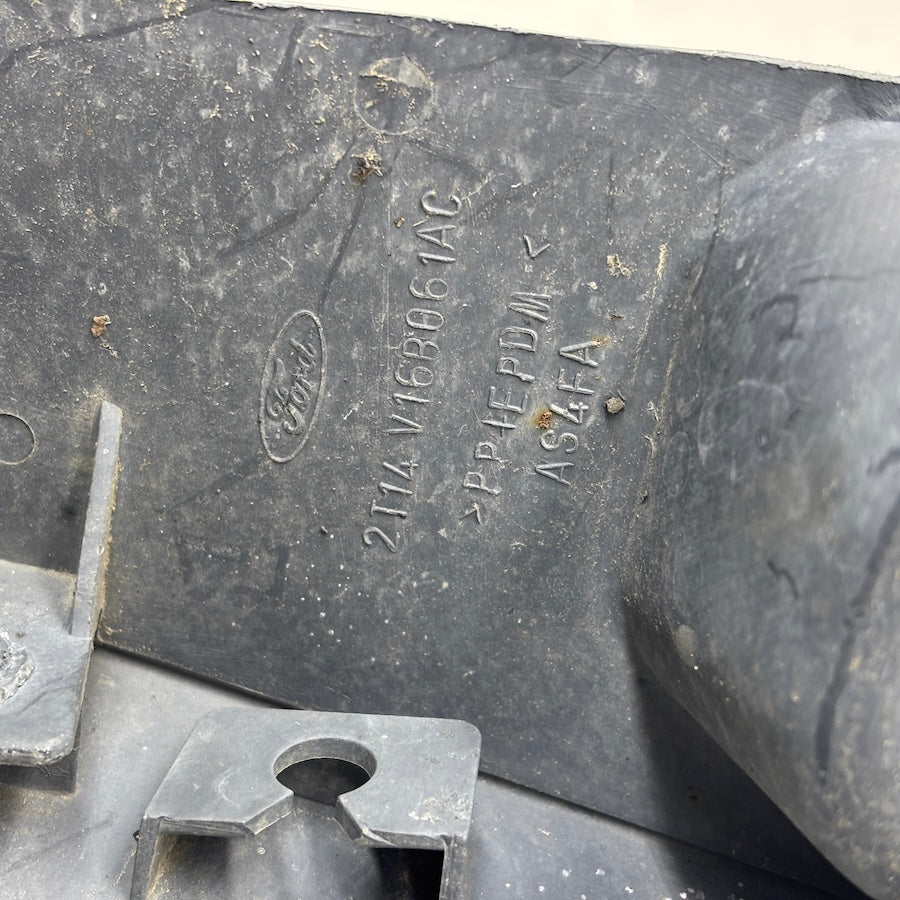 Ford
2T14 V16B061AC
>PP+EPDM<
AS4FA